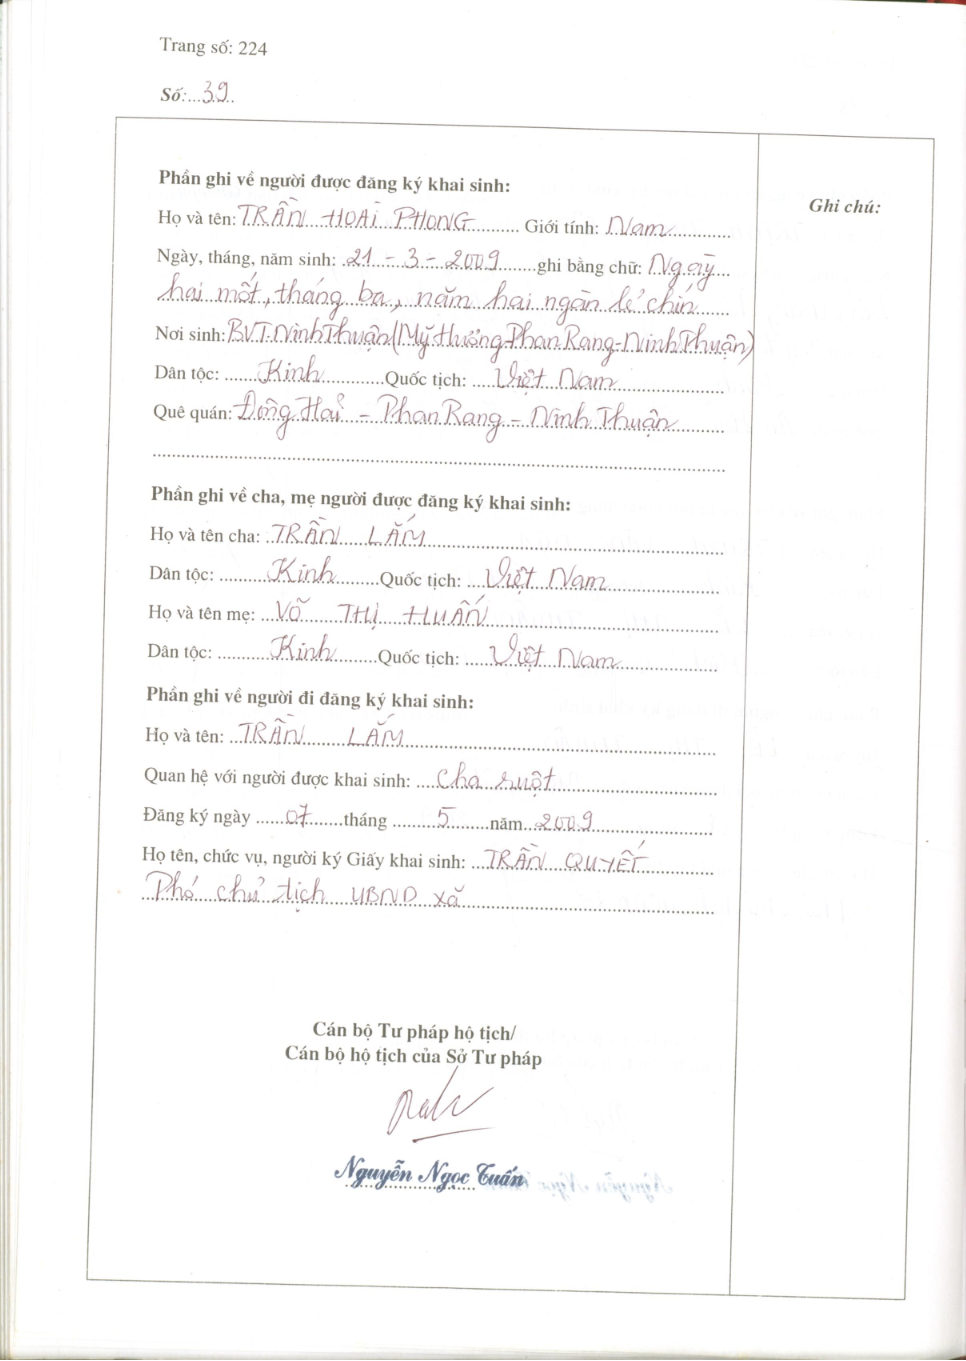 Trang số: 224
Số:...39..
Phần ghi về người được đăng ký khai sinh:
Ghi chú:
Họ và tên: TRẦN HOÀI PHONG Giới tính: Nam
Ngày, tháng, năm sinh: 21 - 3 - 2009 ghi bằng chữ: Ngày
hai mốt, tháng ba, năm hai ngàn lẻ chín
Nơi sinh: BVT. Ninh Thuận (Mỹ Hương-Phan Rang-Ninh Thuận)
Dân tộc: Kinh Quốc tịch: Việt Nam
Quê quán: Đông Hải - Phan Rang - Ninh Thuận
Phần ghi về cha, mẹ người được đăng ký khai sinh:
Họ và tên cha: TRẦN LẮM
Dân tộc: Kinh Quốc tịch: Việt Nam
Họ và tên mẹ: VÕ THỊ HUẤN
Dân tộc: Kinh Quốc tịch: Việt Nam
Phần ghi về người đi đăng ký khai sinh:
Họ và tên: TRẦN LẮM
Quan hệ với người được khai sinh: Cha ruột
Đăng ký ngày 07 tháng 5 năm 2009
Họ tên, chức vụ, người ký Giấy khai sinh: TRẦN QUYẾT
Phó chủ tịch UBND xã
Cán bộ Tư pháp hộ tịch/
Cán bộ hộ tịch của Sở Tư pháp
Nguyễn Ngọc Tuấn